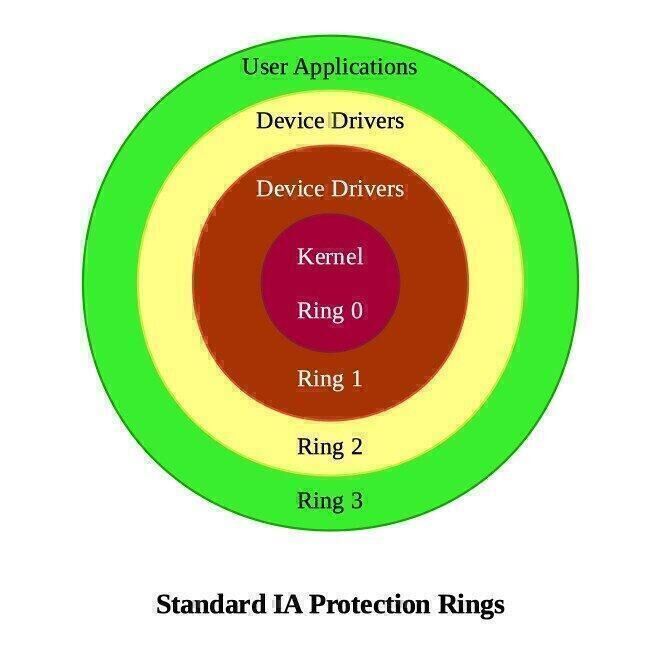 User Applications
Device Drivers
Device Drivers
Kernel
Ring 0
Ring 1
Ring 2
Ring 3
Standard IA Protection Rings